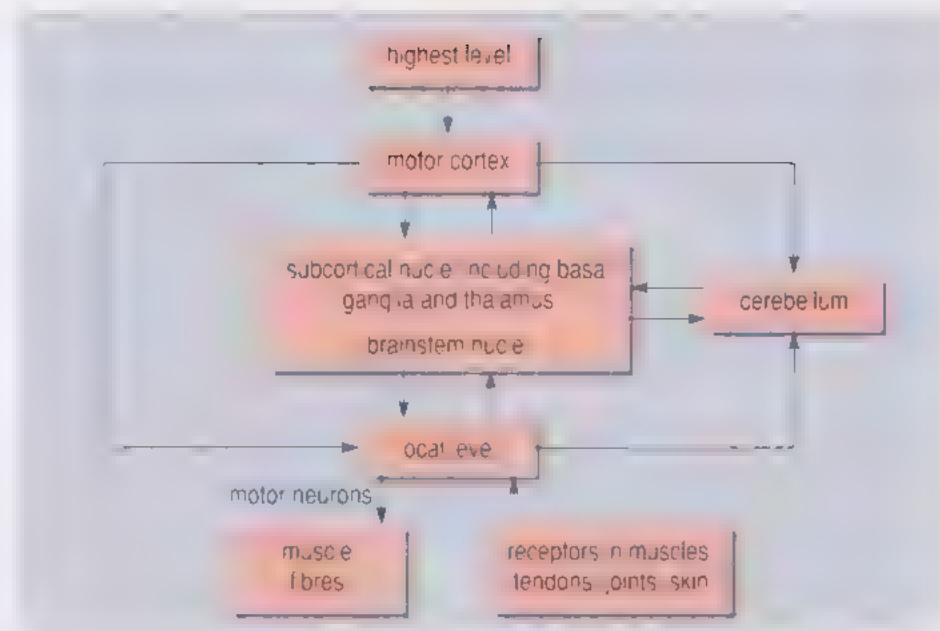 highest level
motor cortex
subcortical nuclei including basal
ganglia and thalamus
brainstem nuclei
cerebellum
local level
motor neurons
muscle
fibres
receptors in muscles
tendons joints skin